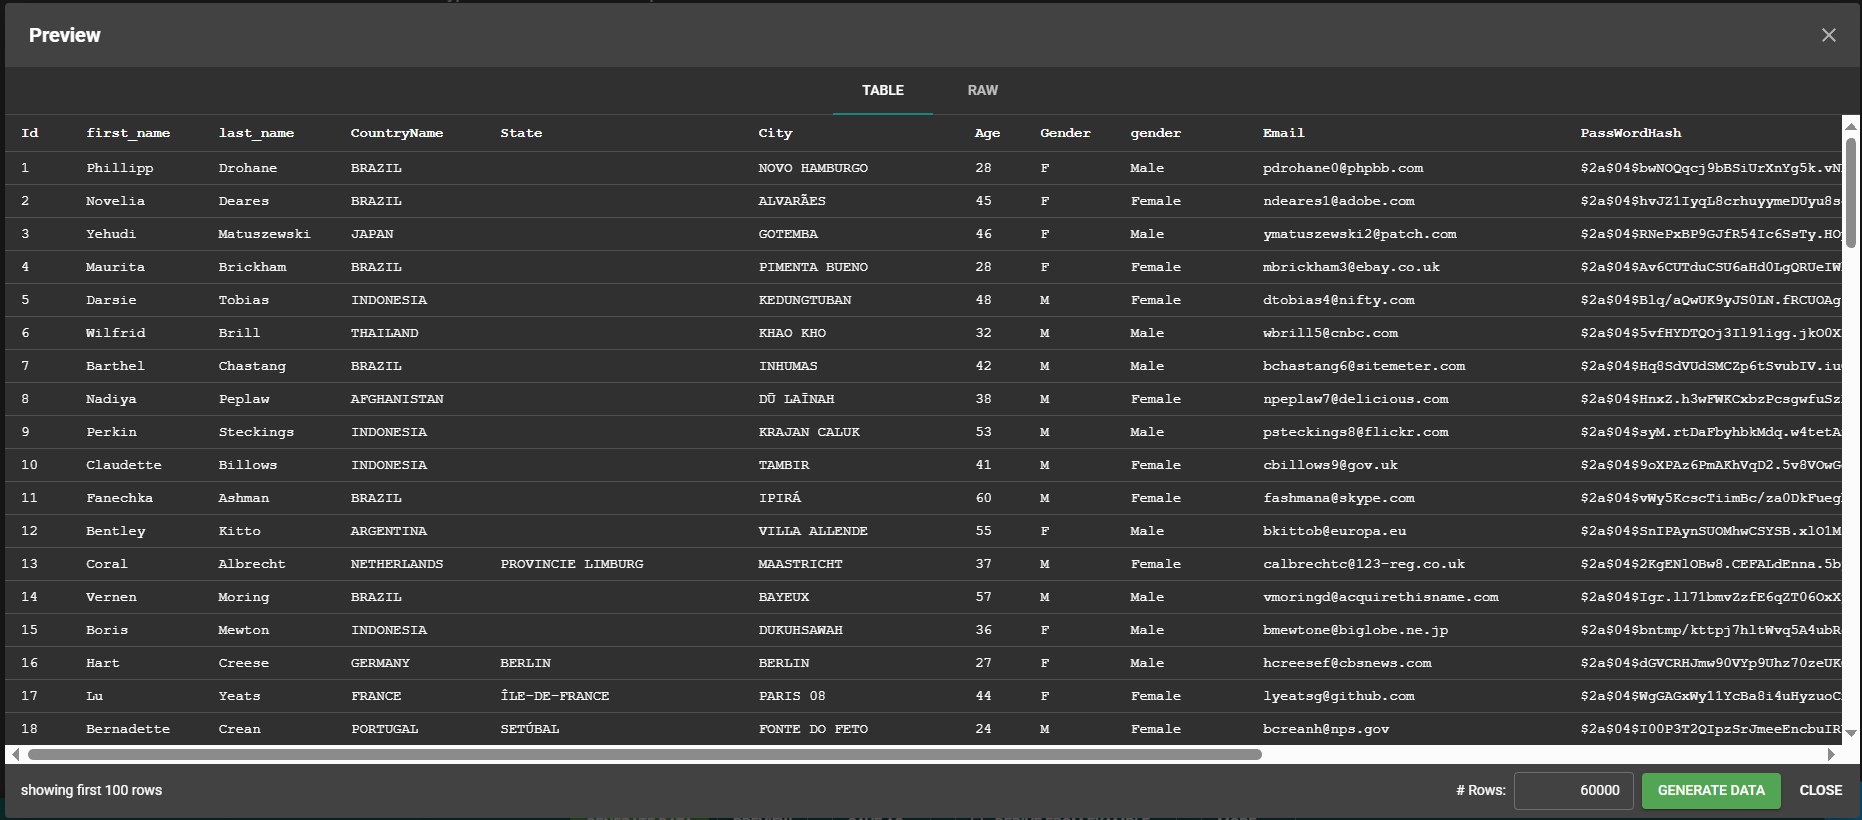 Preview
TABLE RAW
Id first_name last_name CountryName State City Age Gender gender Email PassWordHash
1 Phillipp Drohane BRAZIL NOVO HAMBURGO 28 F Male pdrohane0@phpbb.com $2a$04$bwNOQqcj9bBSiUrXnYg5k.vN
2 Novelia Deares BRAZIL ALVARÃES 45 F Female ndeares1@adobe.com $2a$04$hvJZ1IyqL8crhuyymeDUyu8s
3 Yehudi Matuszewski JAPAN GOTEMBA 46 F Male ymatuszewski2@patch.com $2a$04$RNePxBP9GJfR54Ic6SsTy.HO
4 Maurita Brickham BRAZIL PIMENTA BUENO 28 F Female mbrickham3@ebay.co.uk $2a$04$Av6CUTduCSU6aHd0LgQRUeIW
5 Darsie Tobias INDONESIA KEDUNGTUBAN 48 M Female dtobias4@nifty.com $2a$04$Blq/aQwUK9yJS0LN.fRCUOAg
6 Wilfrid Brill THAILAND KHAO KHO 32 M Male wbrill5@cnbc.com $2a$04$5vfHYDTQOj3Il91igg.jkO0X
7 Barthel Chastang BRAZIL INHUMAS 42 M Male bchastang6@sitemeter.com $2a$04$Hq8SdVUdSMCZp6tSvubIV.iu
8 Nadiya Peplaw AFGHANISTAN DŪ LAĪNAH 38 M Female npeplaw7@delicious.com $2a$04$HnxZ.h3wFWKCxbzPcsgwfuSz
9 Perkin Steckings INDONESIA KRAJAN CALUK 53 M Male psteckings8@flickr.com $2a$04$syM.rtDaFbyhbkMdq.w4tetA
10 Claudette Billows INDONESIA TAMBIR 41 M Female cbillows9@gov.uk $2a$04$9oXPAz6PmAKhVqD2.5v8VOwG
11 Fanechka Ashman BRAZIL IPIRÁ 60 M Female fashmana@skype.com $2a$04$vWy5KcscTiimBc/za0DkFueg
12 Bentley Kitto ARGENTINA VILLA ALLENDE 55 F Male bkittob@europa.eu $2a$04$SnIPAynSUOMhwCSYSB.xlO1M
13 Coral Albrecht NETHERLANDS PROVINCIE LIMBURG MAASTRICHT 37 M Female calbrechtc@123-reg.co.uk $2a$04$2KgENlOBw8.CEFALdEnna.5b
14 Vernen Moring BRAZIL BAYEUX 57 M Male vmoringd@acquirethisname.com $2a$04$Igr.ll71bmvZzfE6qZT06OxX
15 Boris Mewton INDONESIA DUKUHSAWAH 36 F Male bmewtone@biglobe.ne.jp $2a$04$bntmp/kttpj7hltWvq5A4ubR
16 Hart Creese GERMANY BERLIN BERLIN 27 F Male hcreesef@cbsnews.com $2a$04$dGVCRHJmw90VYp9Uhz70zeUK
17 Lu Yeats FRANCE ÎLE-DE-FRANCE PARIS 08 44 F Female lyeatsg@github.com $2a$04$WgGAGxWy11YcBa8i4uHyzuoC
18 Bernadette Crean PORTUGAL SETÚBAL FONTE DO FETO 24 M Female bcreanh@nps.gov $2a$04$I00P3T2QIpzSrJmeeEncbuIR
showing first 100 rows # Rows: 60000 GENERATE DATA CLOSE